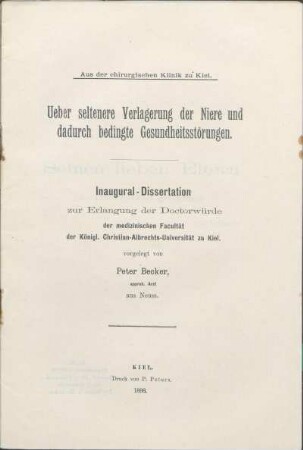 Aus der chirurgischen Klinik zu Kiel.
Ueber seltenere Verlagerung der Niere und
dadurch bedingte Gesundheitsstörungen.
Inaugural-Dissertation
zur Erlangung der Doctorwürde
der medizinischen Facultät
der Königl. Christian-Albrechts-Universität zu Kiel
vorgelegt von
Peter Becker,
approb. Arzt
aus Neuss.
KIEL.
Druck von P. Peters.